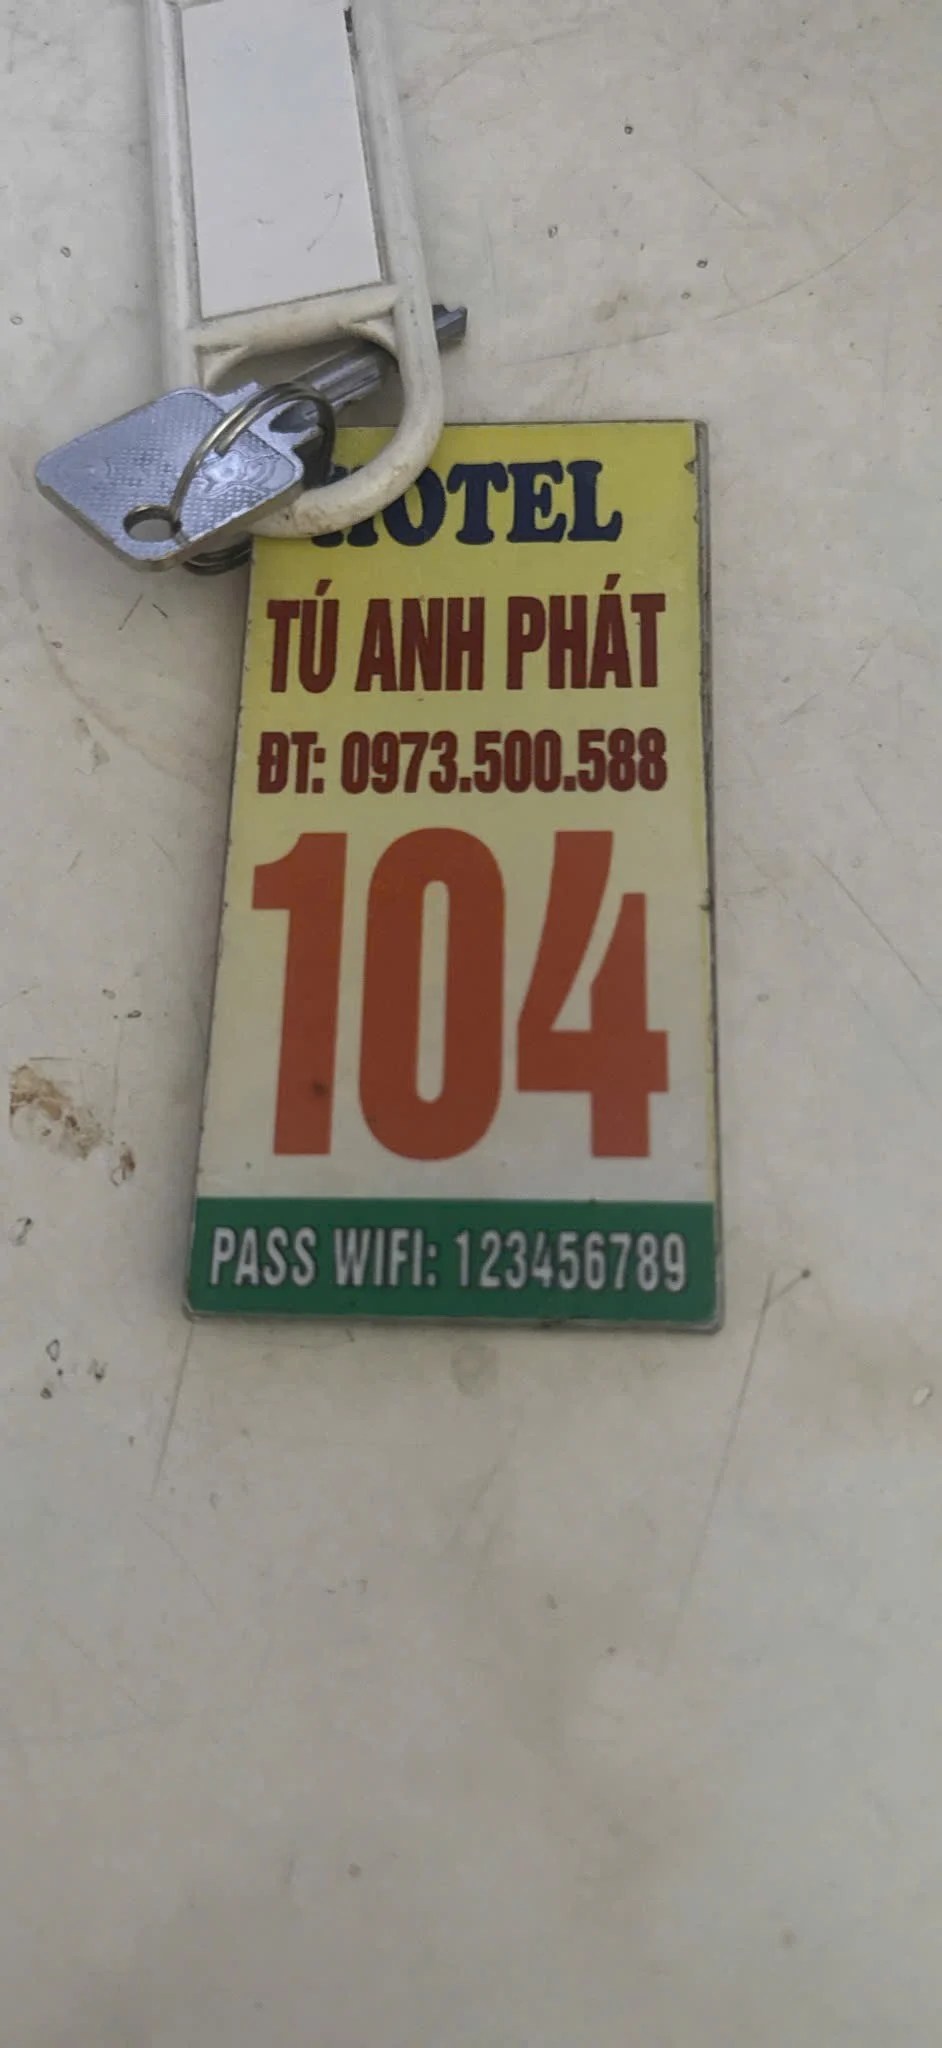 HOTEL
TÚ ANH PHÁT
ĐT: 0973.500.588
104
PASS WIFI: 123456789